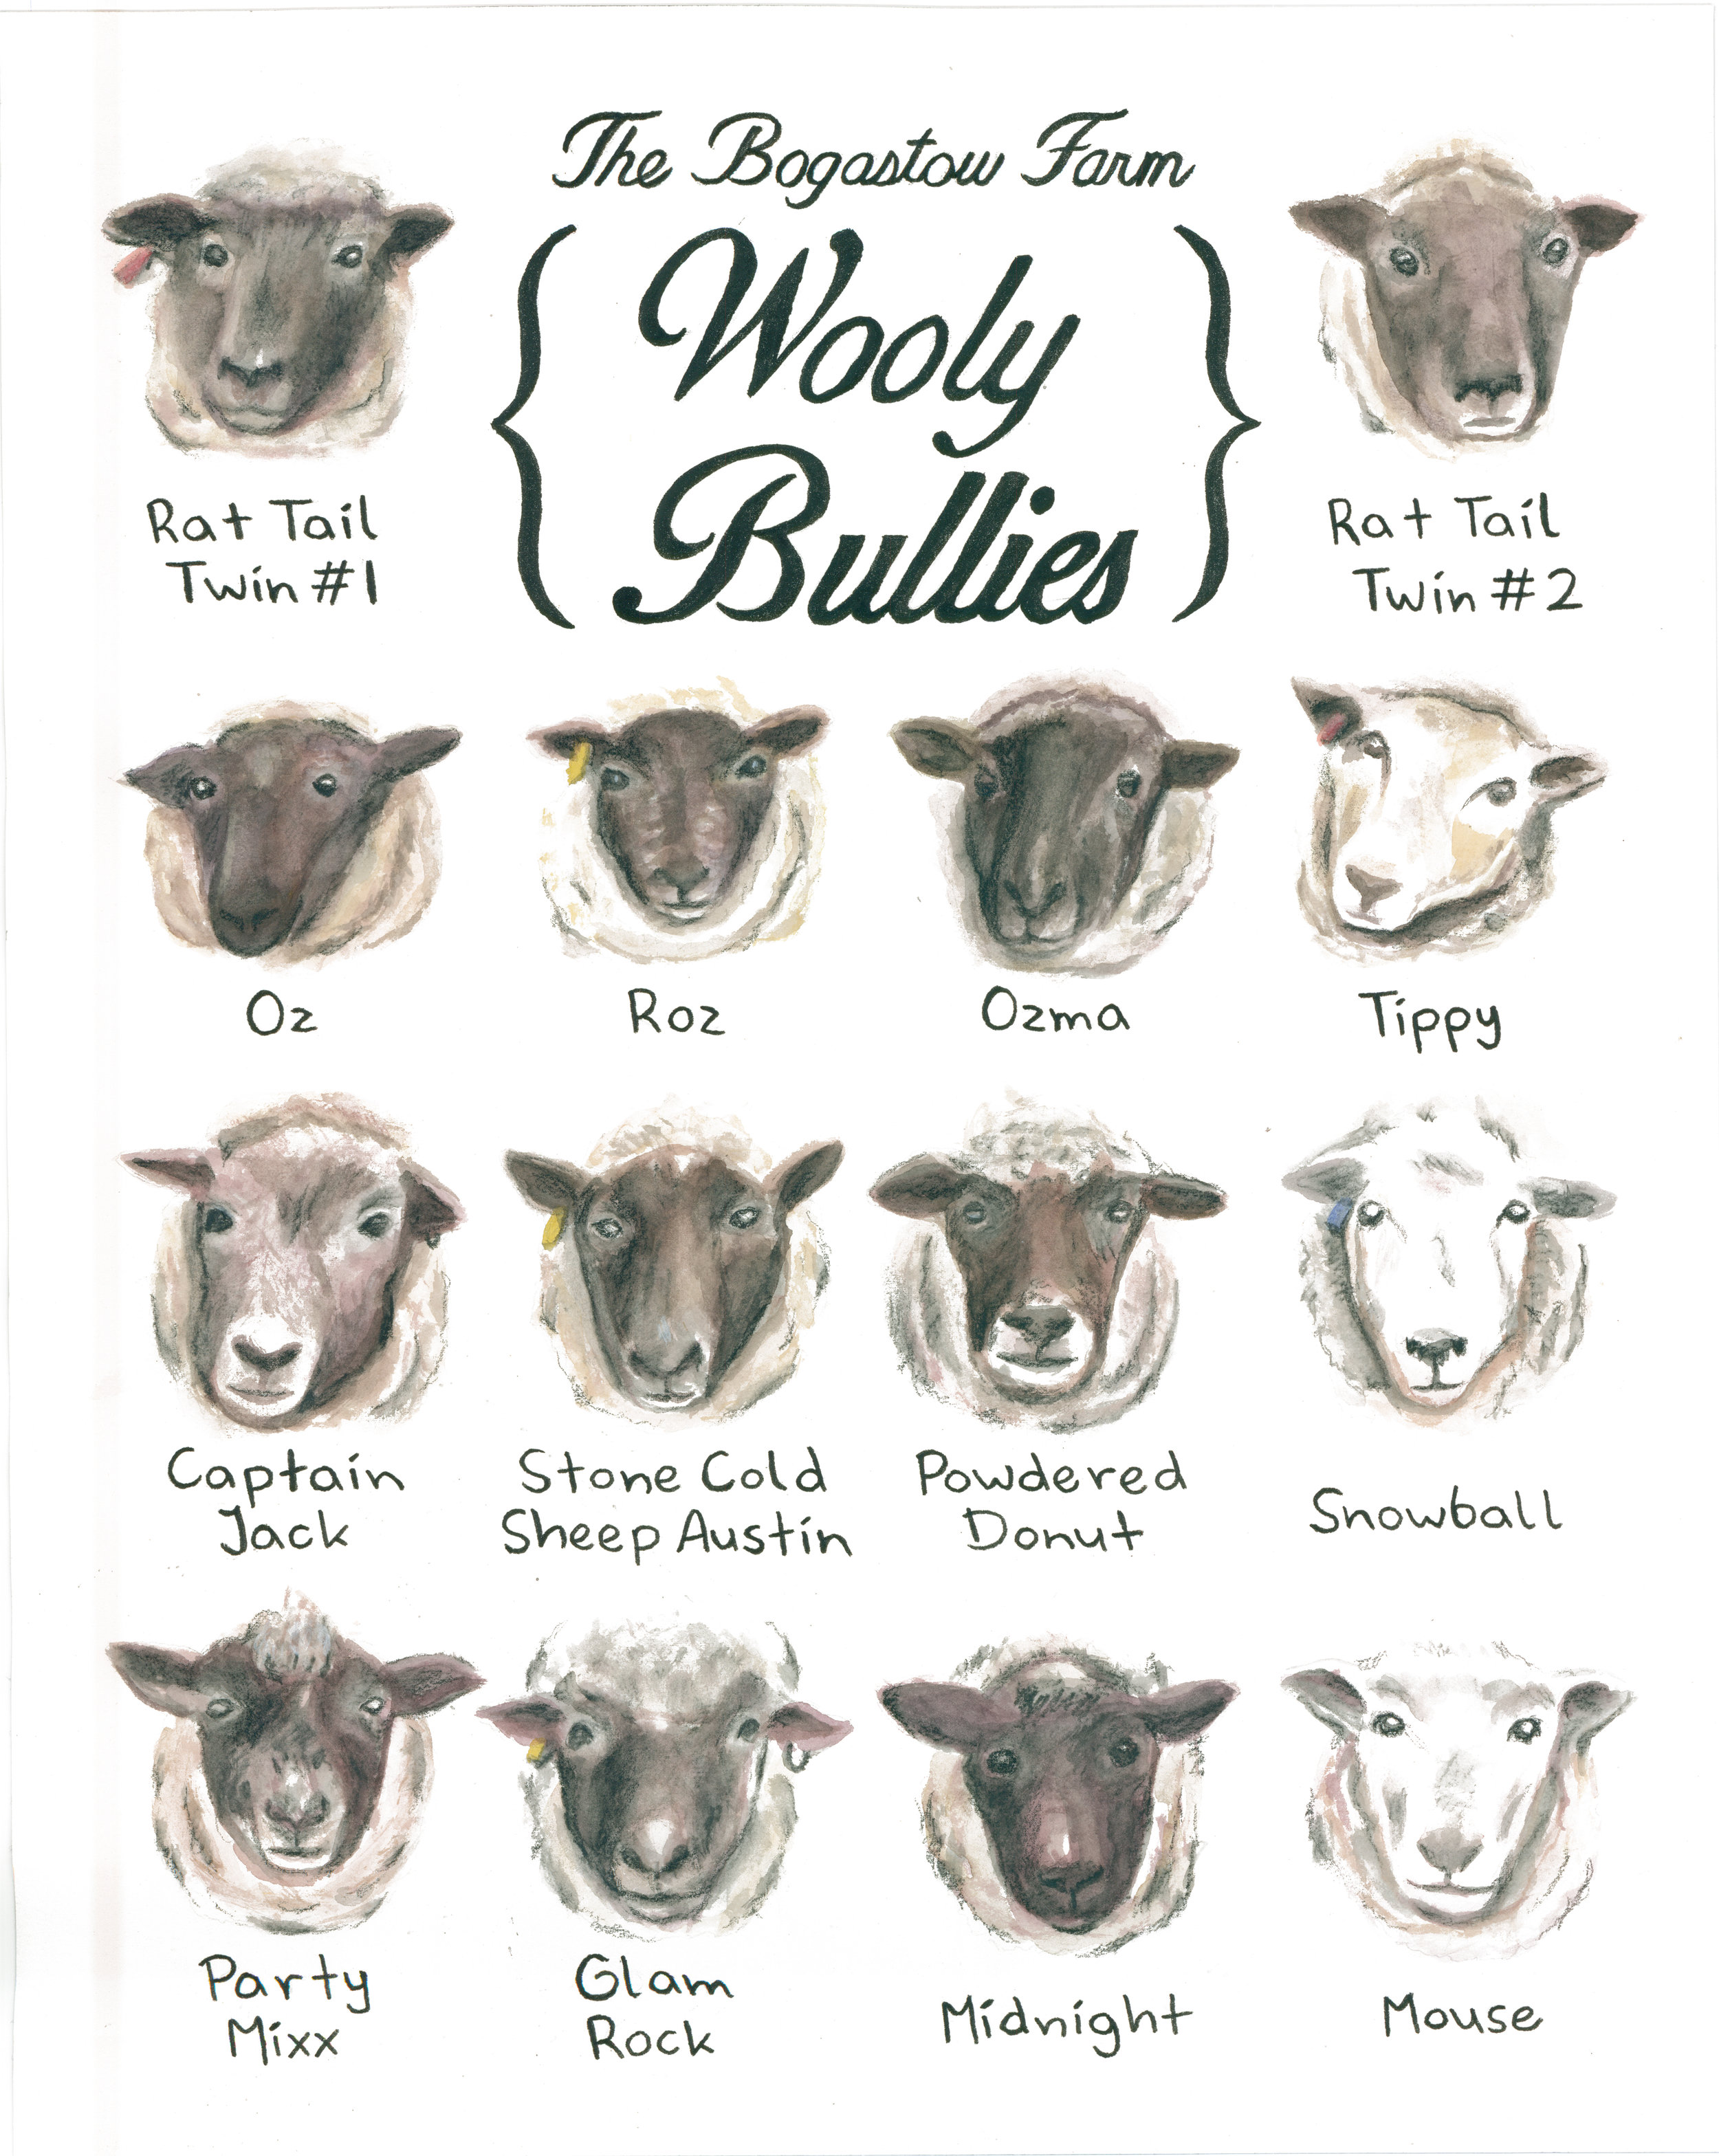 The Bogastow Farm
Wooly
Bullies
Rat Tail
Twin #1
Rat Tail
Twin #2
Oz
Roz
Ozma
Tippy
Captain
Jack
Stone Cold
Sheep Austin
Powdered
Donut
Snowball
Party
Mixx
Glam
Rock
Midnight
Mouse